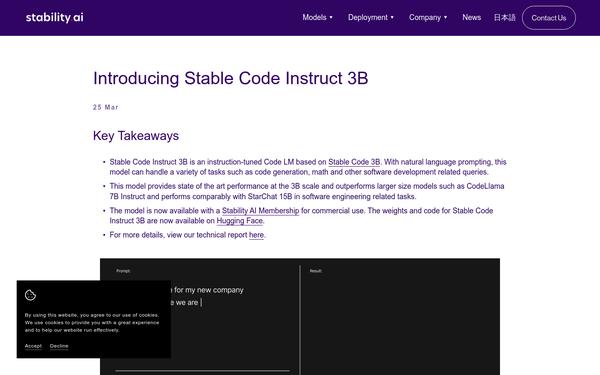 stability.ai
Models ▼ Deployment ▼ Company ▼ News 日本語 Contact Us
Introducing Stable Code Instruct 3B
25 Mar
Key Takeaways
• Stable Code Instruct 3B is an instruction-tuned Code LM based on Stable Code 3B. With natural language prompting, this
model can handle a variety of tasks such as code generation, math and other software development related queries.
• This model provides state of the art performance at the 3B scale and outperforms larger size models such as CodeLlama
7B Instruct and performs comparably with StarChat 15B in software engineering related tasks.
• The model is now available with a Stability AI Membership for commercial use. The weights and code for Stable Code
Instruct 3B are now available on Hugging Face.
• For more details, view our technical report here.
Prompt: Result:
for my new company
we are |
By using this website, you agree to our use of cookies.
We use cookies to provide you with a great experience
and to help our website run effectively.
Accept Decline